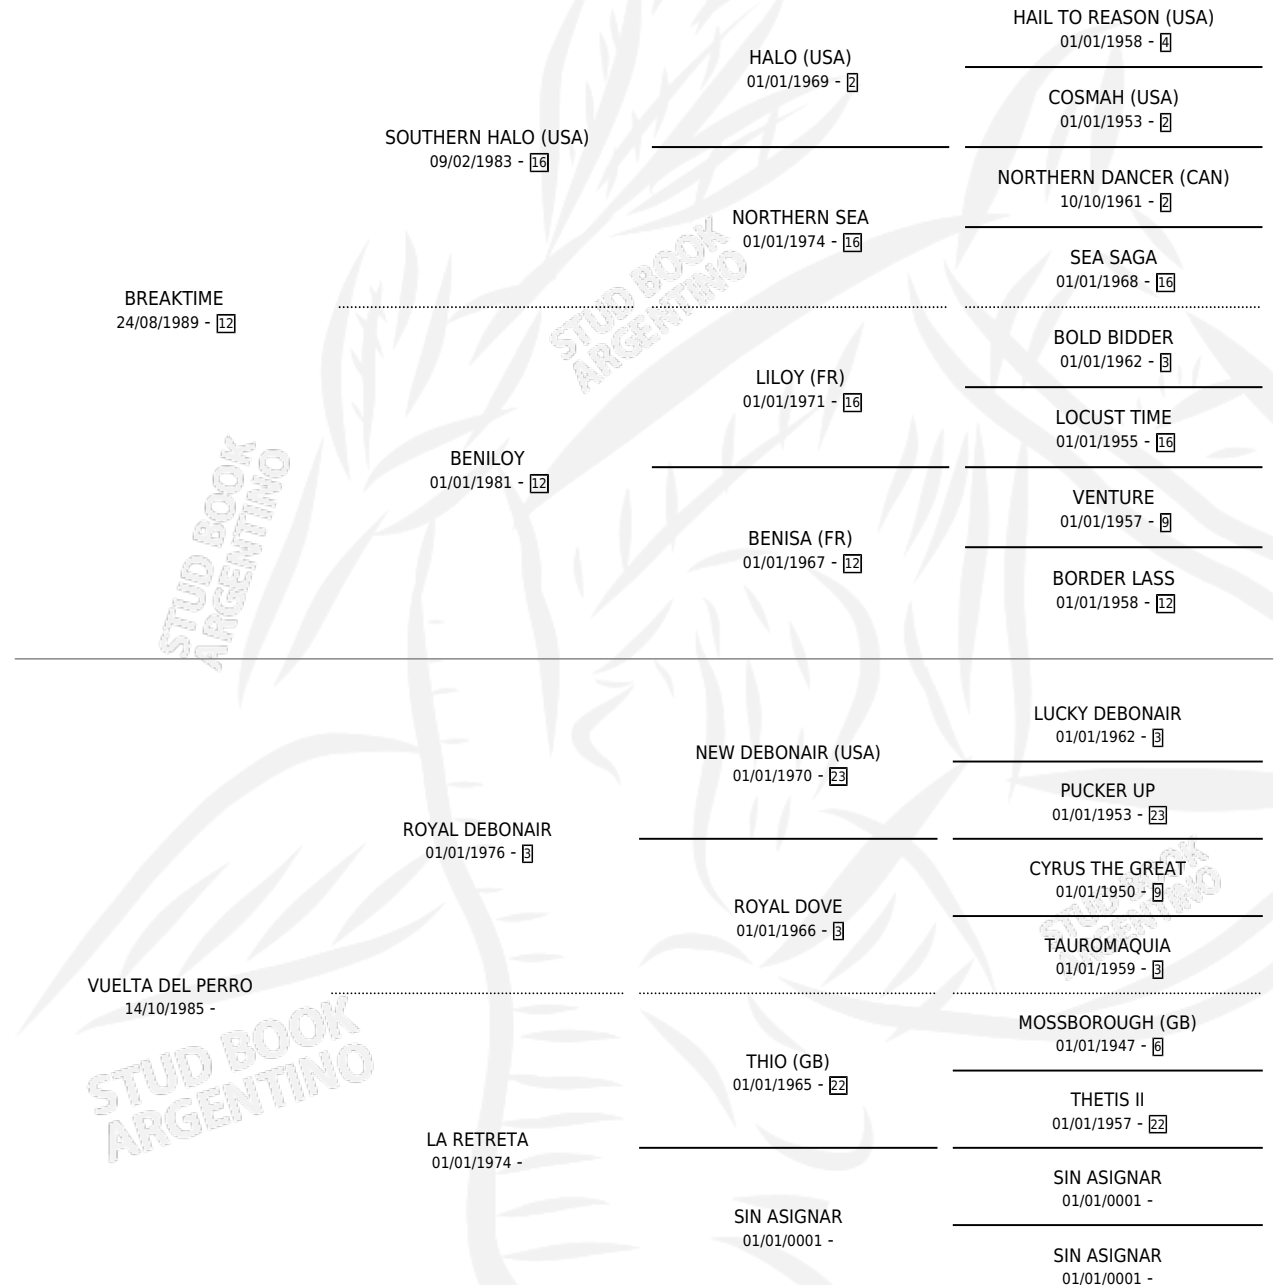 HAIL TO REASON (USA)
01/01/1958 - 4
HALO (USA)
01/01/1969 - 2
COSMAH (USA)
01/01/1953 - 2
SOUTHERN HALO (USA)
09/02/1983 - 16
NORTHERN DANCER (CAN)
10/10/1961 - 2
NORTHERN SEA
01/01/1974 - 16
SEA SAGA
01/01/1968 - 16
BREAKTIME
24/08/1989 - 12
BOLD BIDDER
01/01/1962 - 3
LILOY (FR)
01/01/1971 - 16
LOCUST TIME
01/01/1955 - 16
BENILOY
01/01/1981 - 12
VENTURE
01/01/1957 - 9
BENISA (FR)
01/01/1967 - 12
BORDER LASS
01/01/1958 - 12
STUD BOOK
ARGENTINO
STUD BOOK
ARGENTINO
LUCKY DEBONAIR
01/01/1962 - 3
NEW DEBONAIR (USA)
01/01/1970 - 23
PUCKER UP
01/01/1953 - 23
ROYAL DEBONAIR
01/01/1976 - 3
CYRUS THE GREAT
01/01/1950 - 9
ROYAL DOVE
01/01/1966 - 3
TAUROMAQUIA
01/01/1959 - 3
VUELTA DEL PERRO
14/10/1985 -
MOSSBOROUGH (GB)
01/01/1947 - 6
THIO (GB)
01/01/1965 - 22
THETIS II
01/01/1957 - 22
LA RETRETA
01/01/1974 -
SIN ASIGNAR
01/01/0001 -
SIN ASIGNAR
01/01/0001 -
SIN ASIGNAR
01/01/0001 -
STUD BOOK
ARGENTINO
STUD BOOK
ARGENTINO